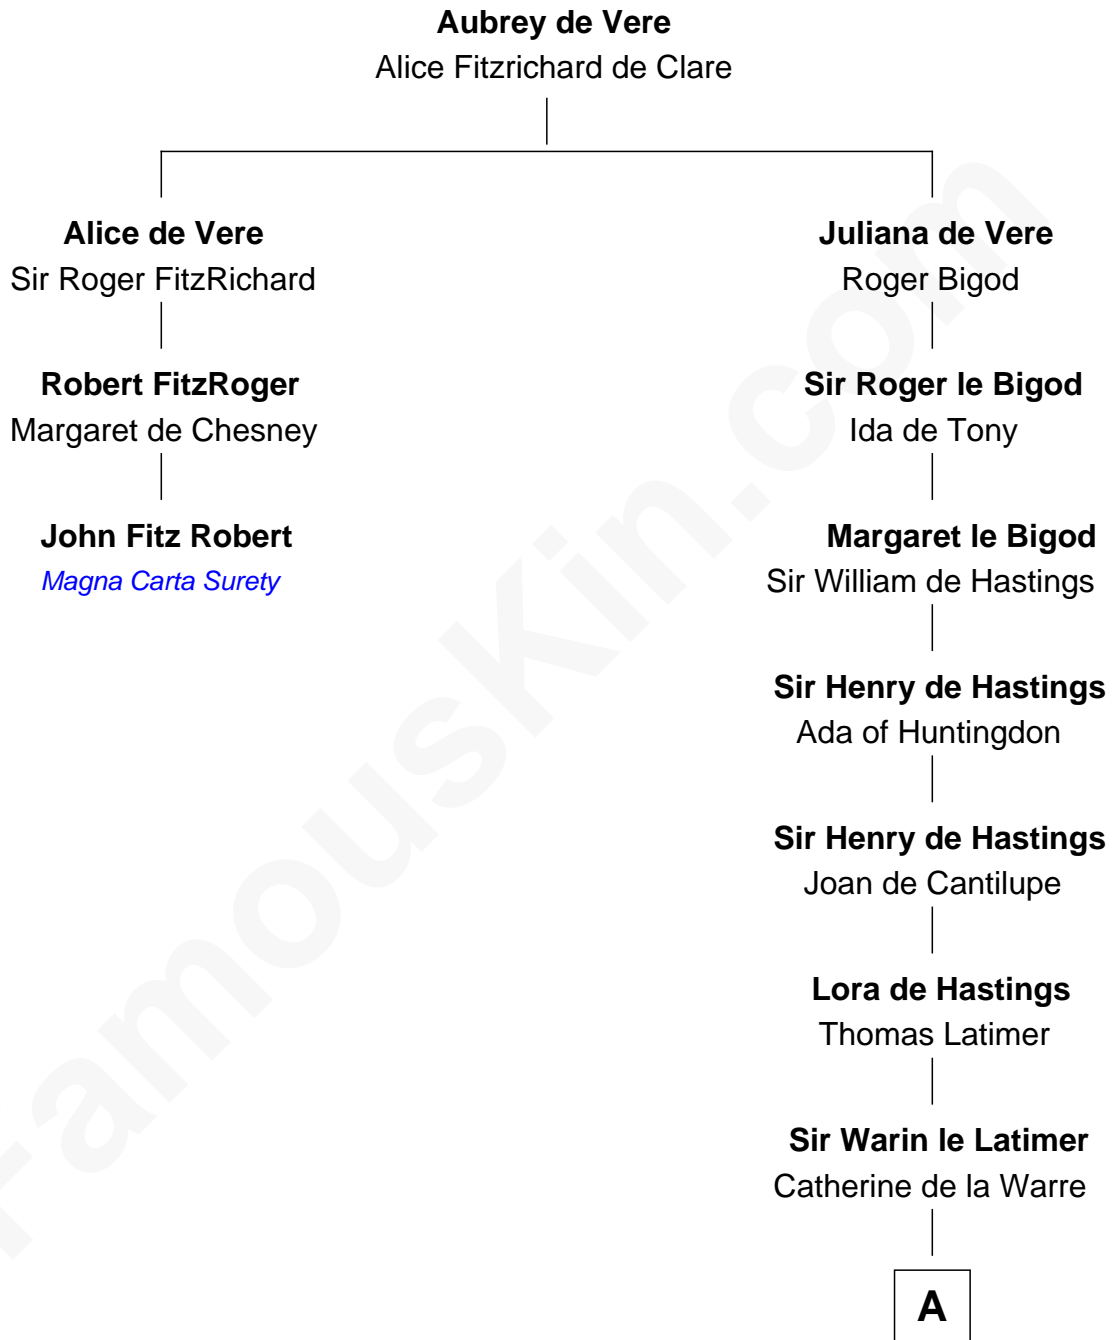 Aubrey de Vere
Alice Fitzrichard de Clare
Alice de Vere
Sir Roger FitzRichard
Juliana de Vere
Roger Bigod
Robert FitzRoger
Margaret de Chesney
Sir Roger le Bigod
Ida de Tony
John Fitz Robert
Magna Carta Surety
Margaret le Bigod
Sir William de Hastings
Sir Henry de Hastings
Ada of Huntingdon
Sir Henry de Hastings
Joan de Cantilupe
Lora de Hastings
Thomas Latimer
Sir Warin le Latimer
Catherine de la Warre
A
FamousKin.com